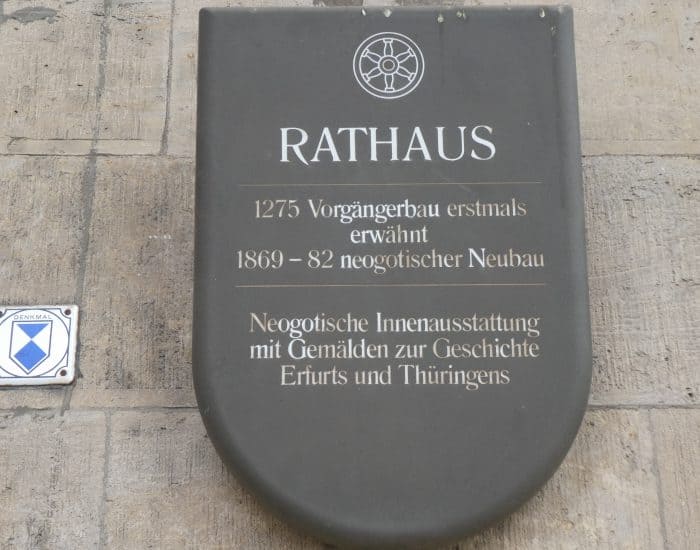 RATHAUS
1275 Vorgängerbau erstmals
erwähnt
1869 – 82 neogotischer Neubau
Neogotische Innenausstattung
mit Gemälden zur Geschichte
Erfurts und Thüringens
DENKMAL